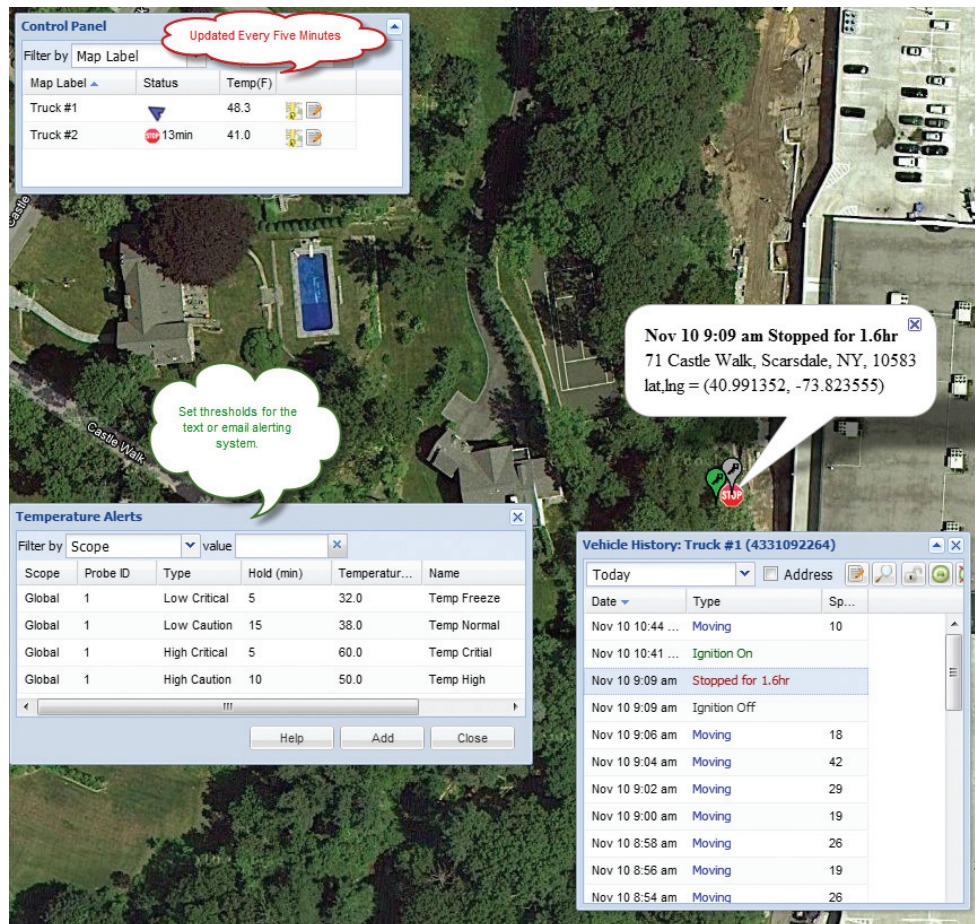 Control Panel
Updated Every Five Minutes
Filter by Map Label
Map Label Status Temp(F)
Truck #1 48.3
Truck #2 STOP 13min 41.0
Castle
Nov 10 9:09 am Stopped for 1.6hr
71 Castle Walk, Scarsdale, NY, 10583
lat,lng = (40.991352, -73.823555)
Set thresholds for the
text or email alerting
system.
Castle Walk
STOP
Temperature Alerts
Filter by Scope value
Scope Probe ID Type Hold (min) Temperatur... Name
Global 1 Low Critical 5 32.0 Temp Freeze
Global 1 Low Caution 15 38.0 Temp Normal
Global 1 High Critical 5 60.0 Temp Critial
Global 1 High Caution 10 50.0 Temp High
Help Add Close
Vehicle History: Truck #1 (4331092264)
Today Address
Date Type Sp...
Nov 10 10:44 ... Moving 10
Nov 10 10:41 ... Ignition On
Nov 10 9:09 am Stopped for 1.6hr
Nov 10 9:09 am Ignition Off
Nov 10 9:06 am Moving 18
Nov 10 9:04 am Moving 42
Nov 10 9:02 am Moving 29
Nov 10 9:00 am Moving 19
Nov 10 8:58 am Moving 26
Nov 10 8:56 am Moving 19
Nov 10 8:54 am Moving 26